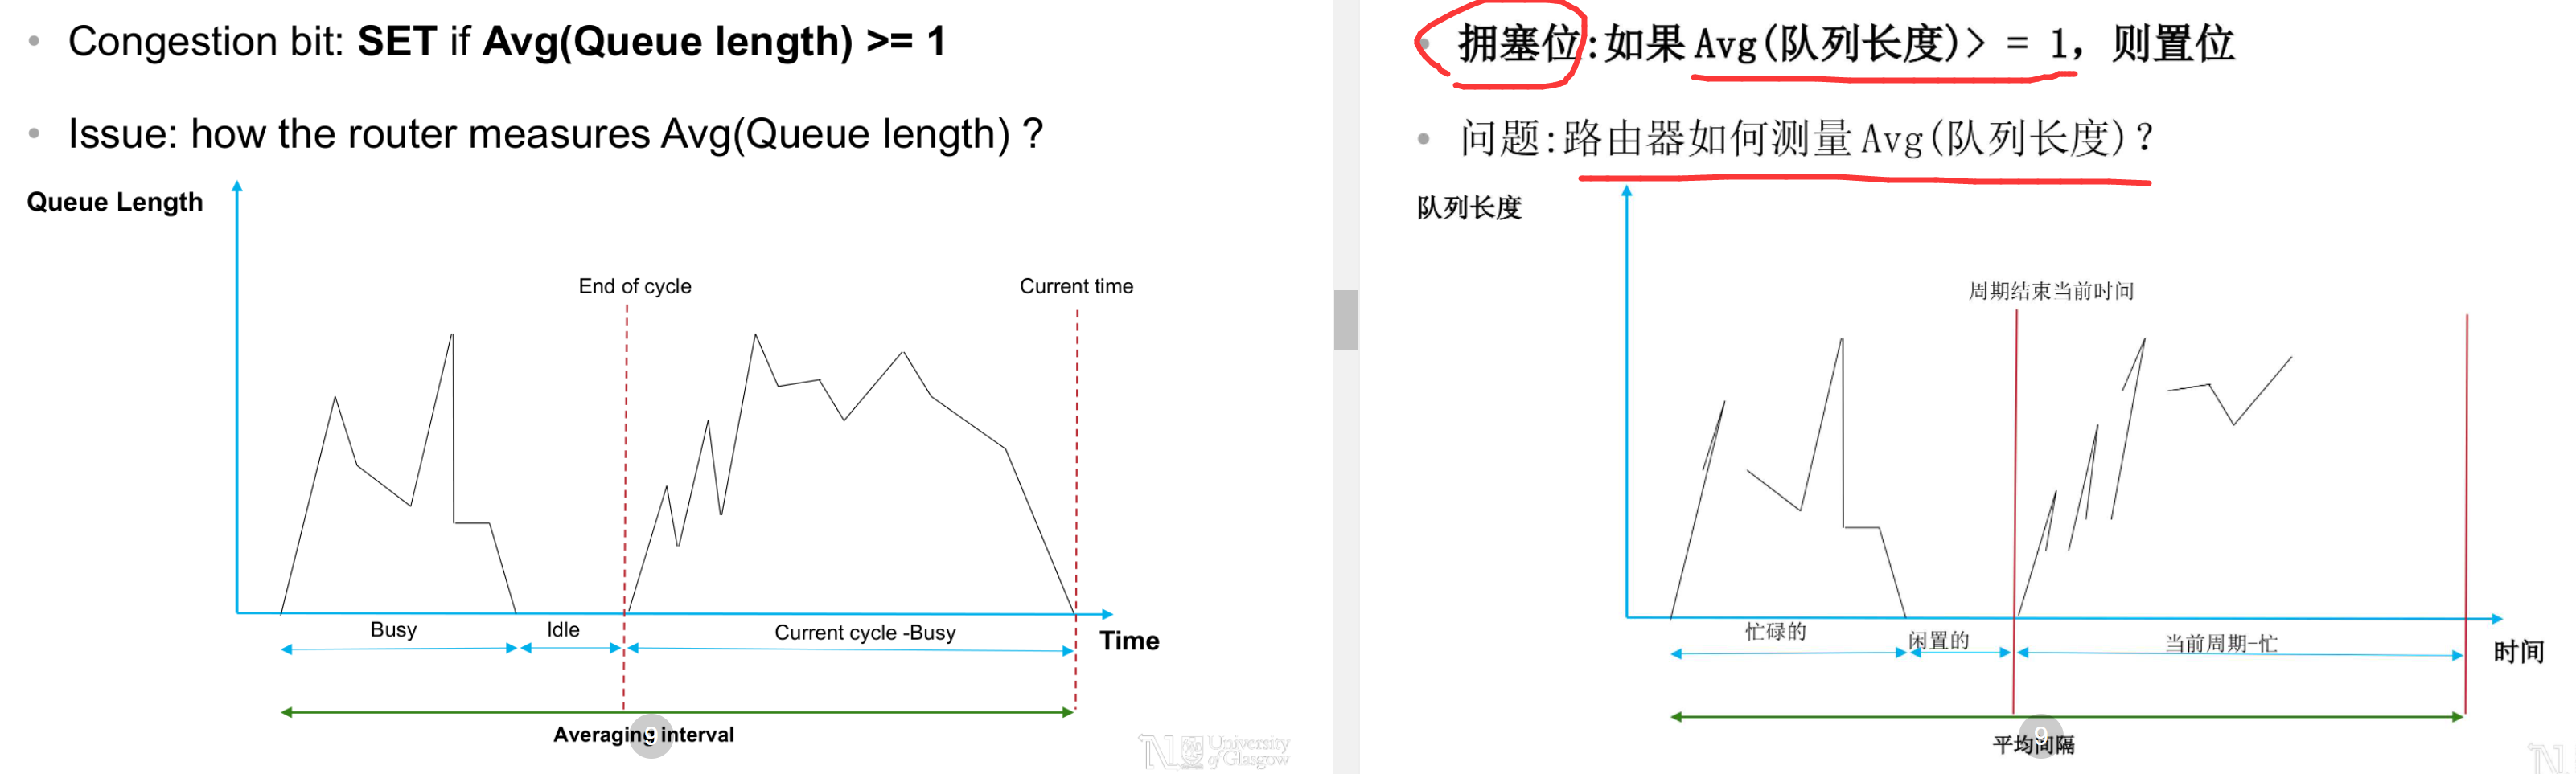 • Congestion bit: SET if Avg(Queue length) >= 1
• Issue: how the router measures Avg(Queue length) ?
Queue Length
End of cycle
Current time
Busy
Idle
Current cycle -Busy
Time
Averaging interval
9
University
of Glasgow
• 拥塞位:如果 Avg(队列长度)> = 1，则置位
• 问题:路由器如何测量 Avg(队列长度)?
队列长度
周期结束当前时间
忙碌的
闲置的
当前周期-忙
时间
平均间隔
9